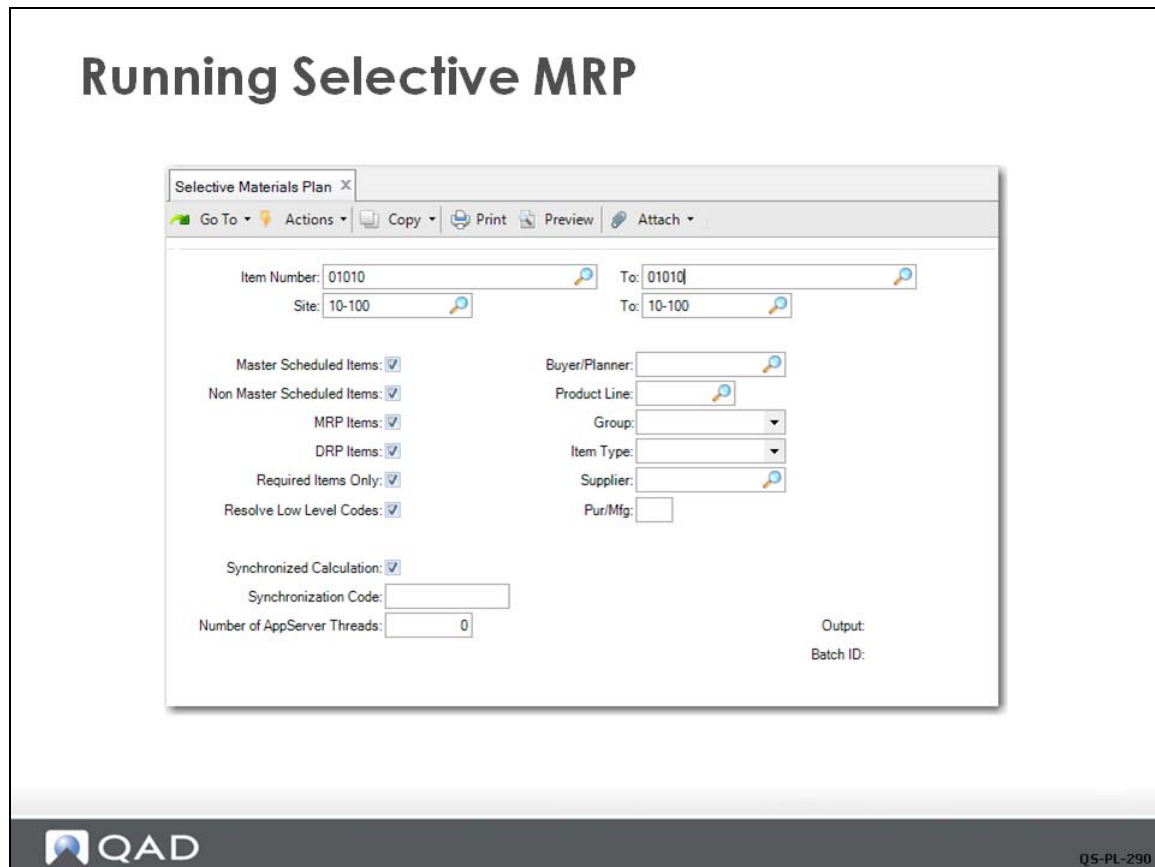 Running Selective MRP
Selective Materials Plan X
Go To Actions Copy Print Preview Attach
Item Number: 01010 To: 01010
Site: 10-100 To: 10-100
Master Scheduled Items: Buyer/Planner:
Non Master Scheduled Items: Product Line:
MRP Items: Group:
DRP Items: Item Type:
Required Items Only: Supplier:
Resolve Low Level Codes: Pur/Mfg:
Synchronized Calculation:
Synchronization Code:
Number of AppServer Threads: 0 Output:
Batch ID:
QAD
QS-PL-290